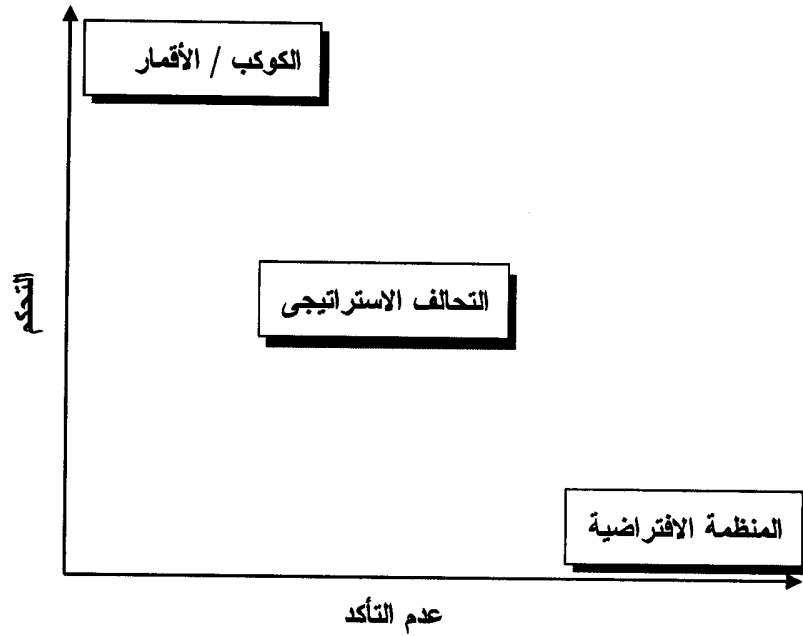 الكوكب / الأقمار
التحكم
التحالف الاستراتيجى
المنظمة الافتراضية
عدم التأكد